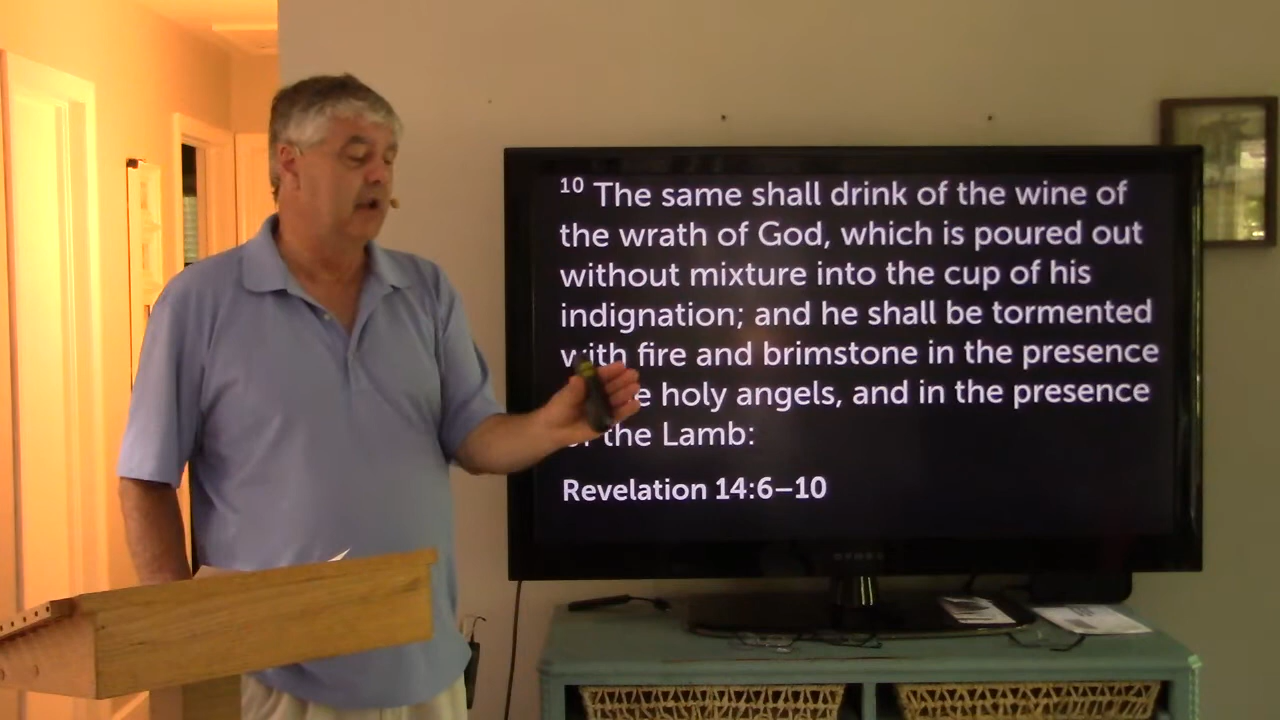 10 The same shall drink of the wine of
the wrath of God, which is poured out
without mixture into the cup of his
indignation; and he shall be tormented
with fire and brimstone in the presence
holy angels, and in the presence
of the Lamb:
Revelation 14:6–10